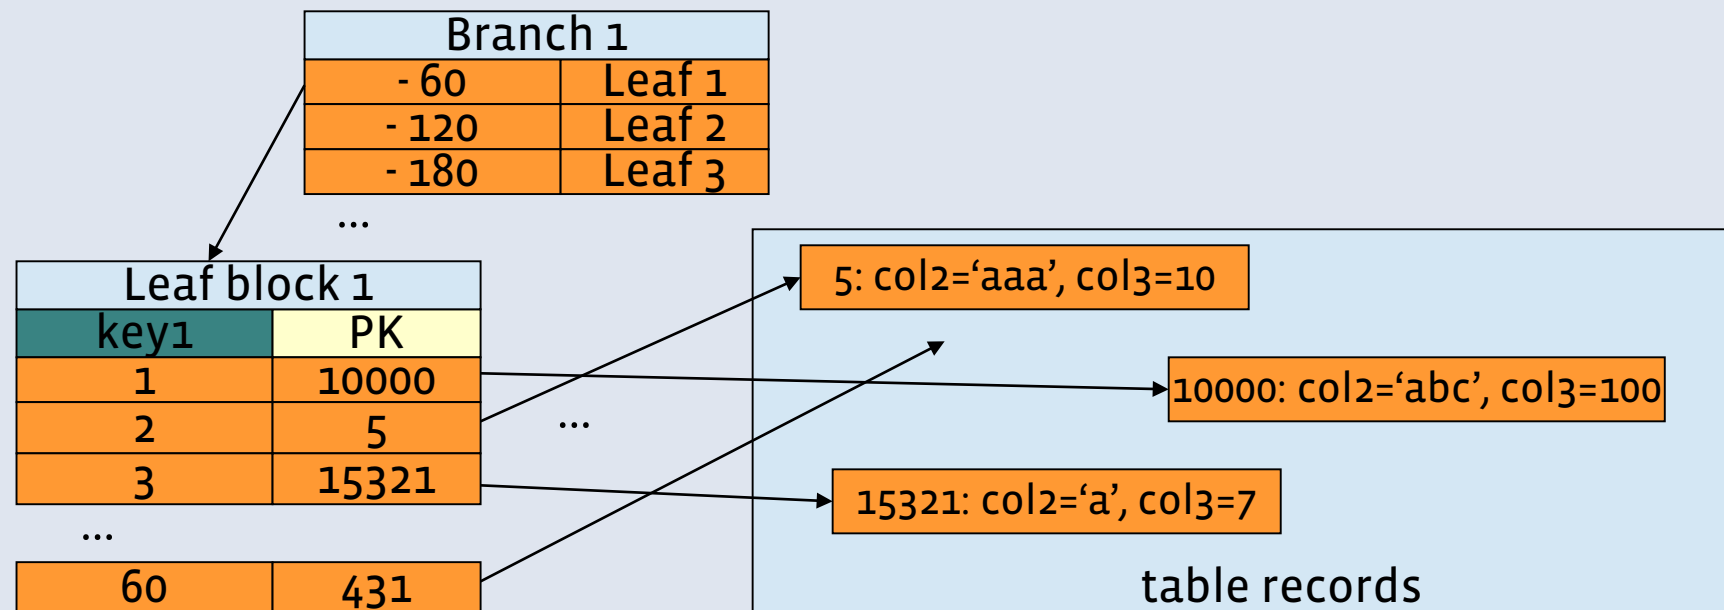 Branch 1
- 60 Leaf 1
- 120 Leaf 2
- 180 Leaf 3
...
Leaf block 1
key1 PK
1 10000
2 5
3 15321
...
60 431
...
5: col2=‘aaa’, col3=10
10000: col2=‘abc’, col3=100
15321: col2=‘a’, col3=7
table records